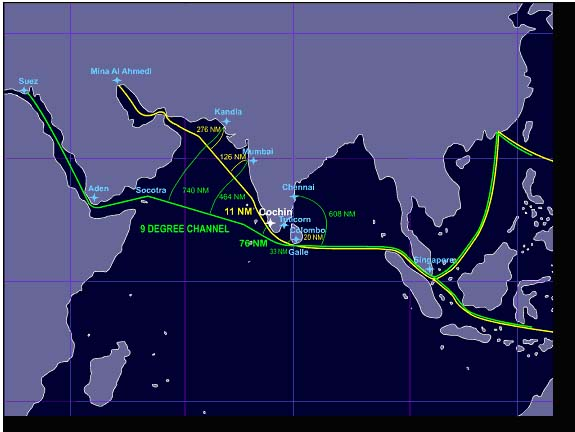 Mina Al Ahmedi
Suez
Kandla
276 NM
126 NM
Mumbai
Aden
Socotra
740 NM
464 NM
Chennai
11 NM
Cochin
608 NM
Tuticorn
9 DEGREE CHANNEL
Colombo
20 NM
76 NM
33 NM
Galle
Singapore